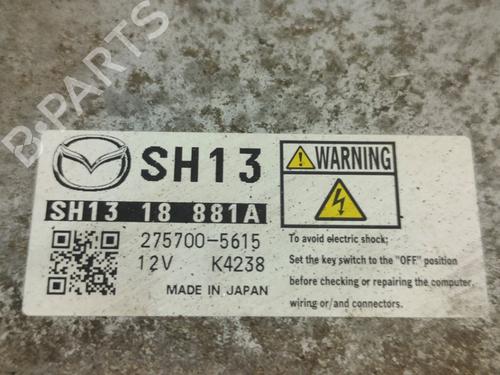 B-PARTS
SH13
SH13 18 881A
275700-5615
12V K4238
MADE IN JAPAN
WARNING
To avoid electric shock;
Set the key switch to the "OFF" position
before checking or repairing the computer,
wiring or/and connectors.